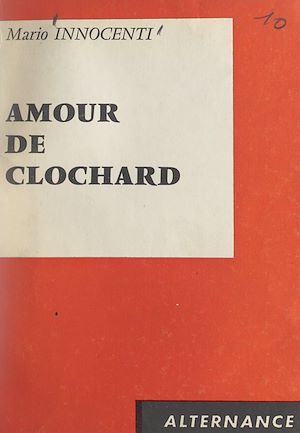 Mario INNOCENTI
10
AMOUR
DE
CLOCHARD
ALTERNANCE